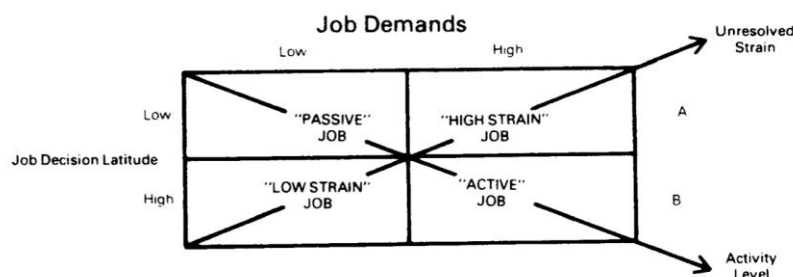 Job Demands
Unresolved
Strain
Low
High
Low
"PASSIVE"
JOB
"HIGH STRAIN"
JOB
A
Job Decision Latitude
High
"LOW STRAIN"
JOB
"ACTIVE"
JOB
B
Activity
Level